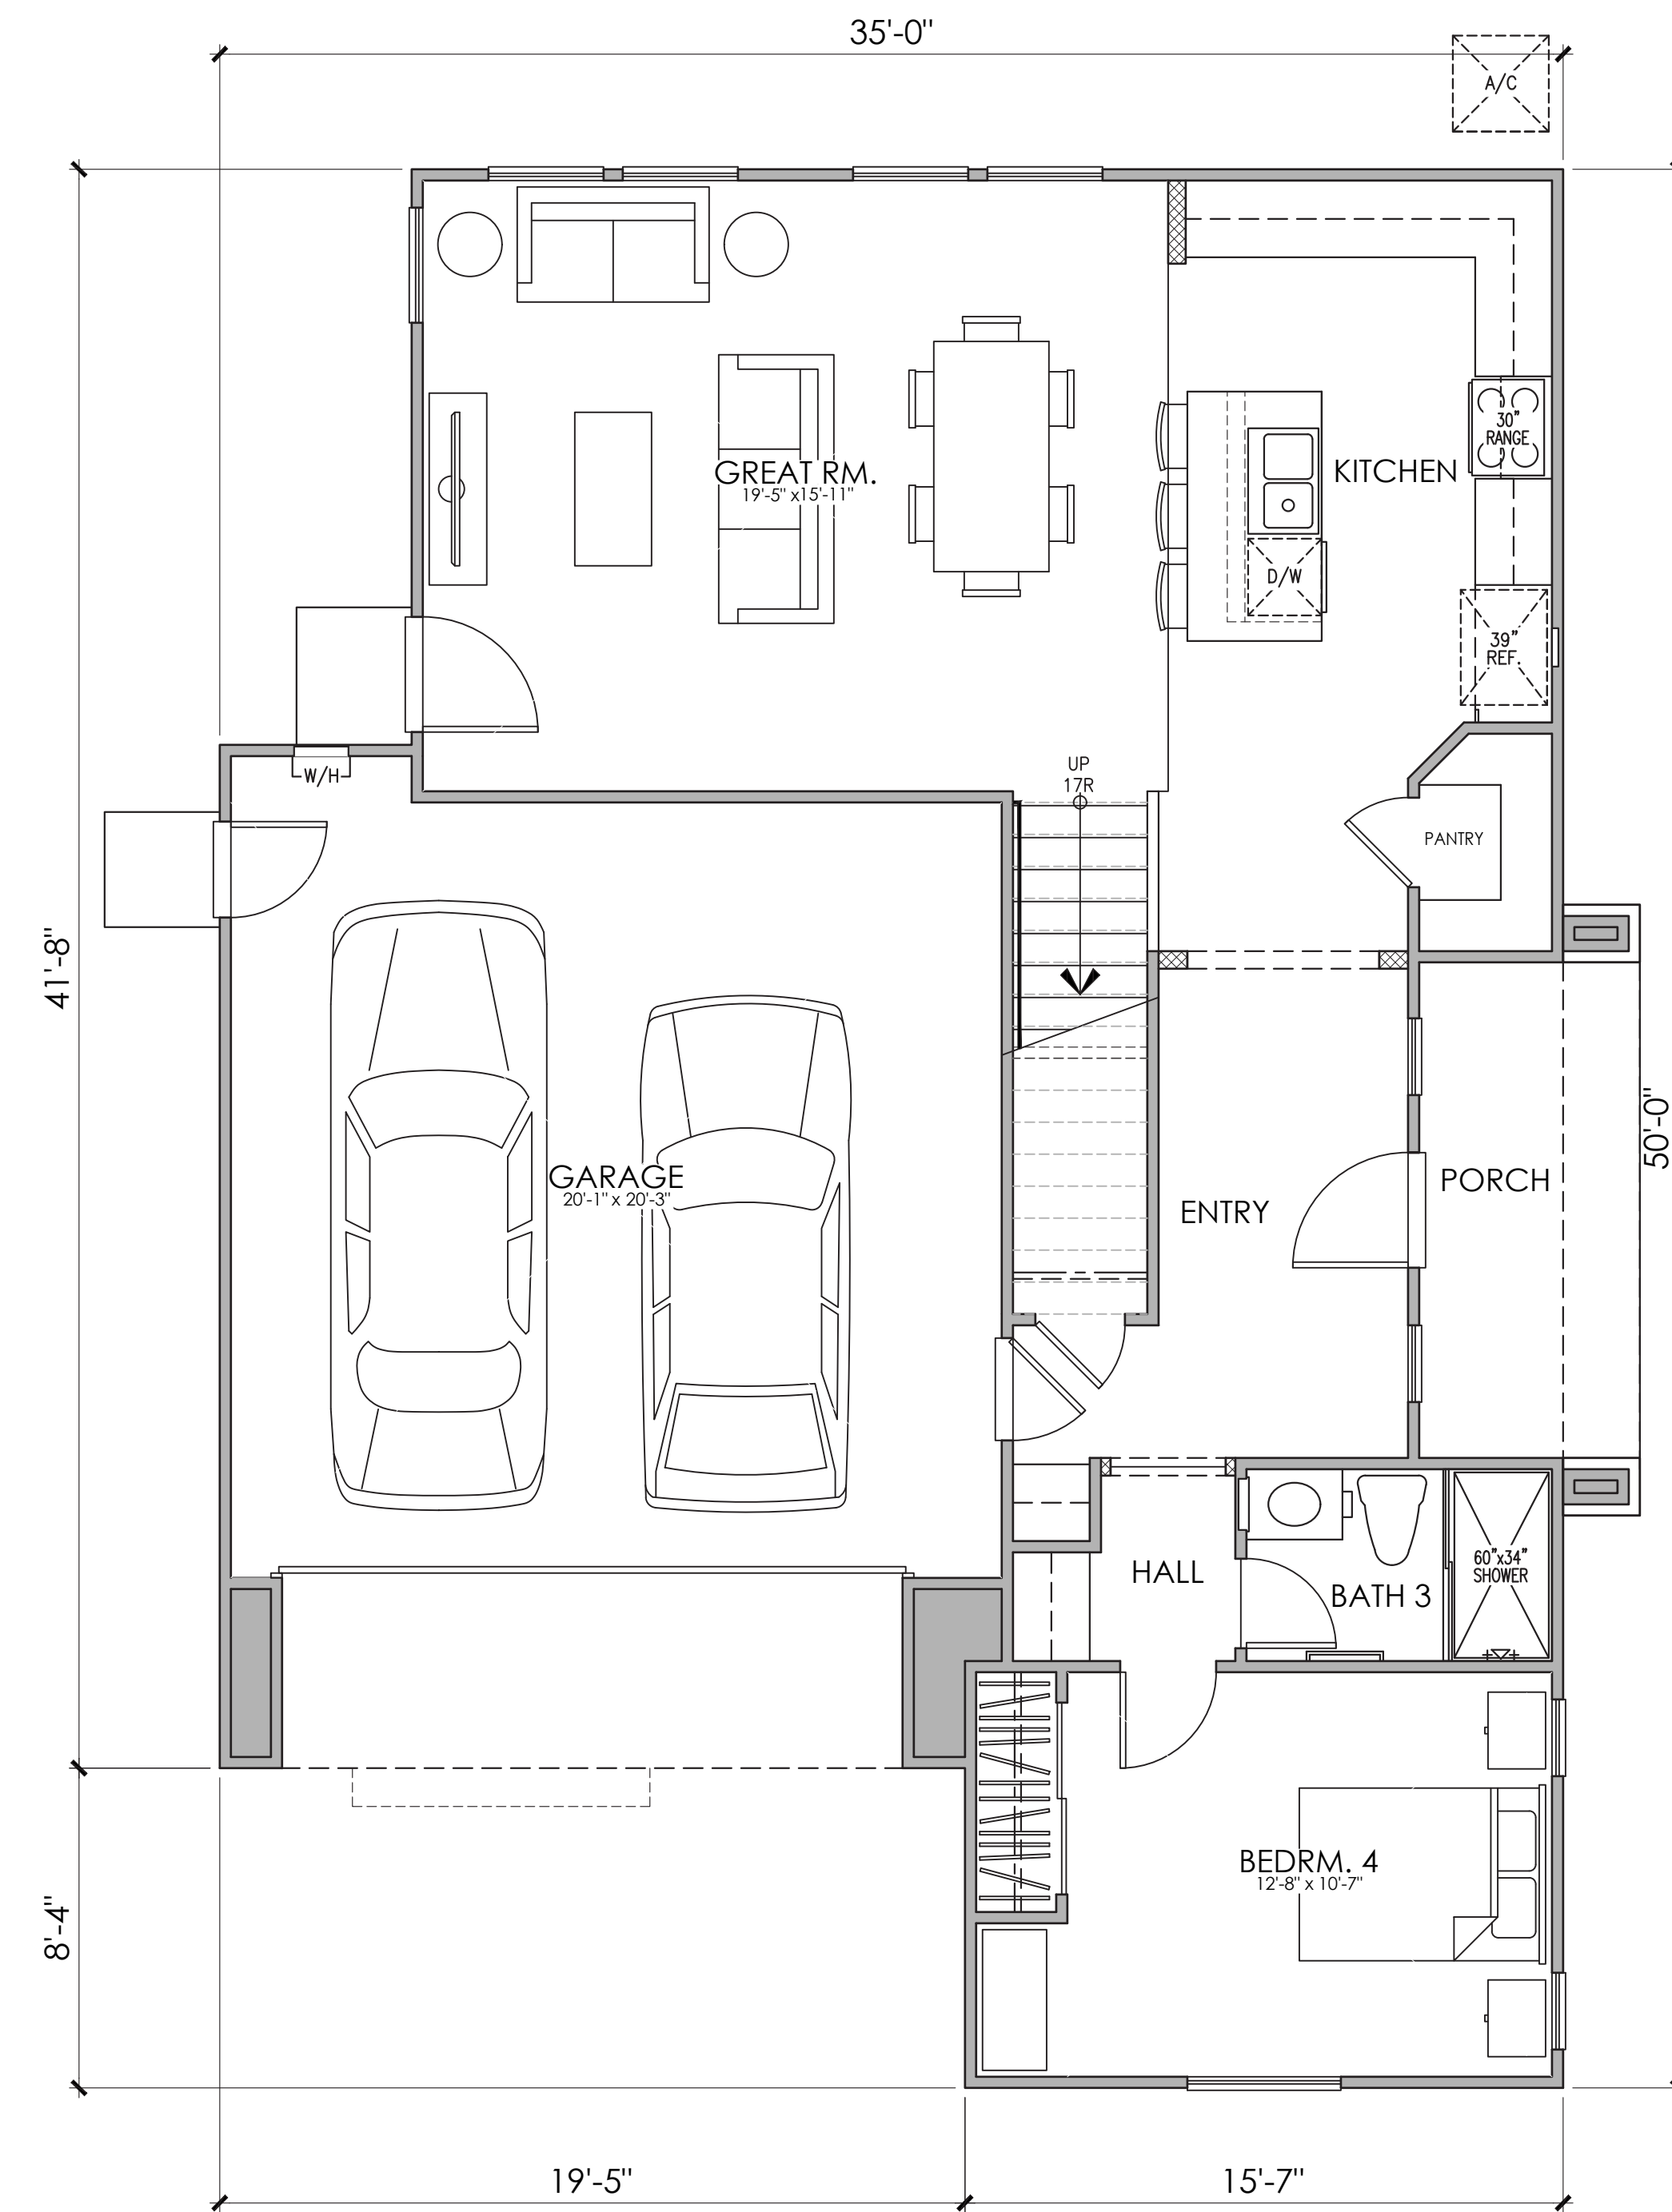 35'-0"
A/C
30"
RANGE
GREAT RM.
19'-5" x15'-11"
KITCHEN
D/W
39"
REF.
UP
17R
W/H
PANTRY
41'-8"
50'-0"
GARAGE
20'-1" x 20'-3"
ENTRY
PORCH
HALL
BATH 3
60"x34"
SHOWER
BEDRM. 4
12'-8" x 10'-7"
8'-4"
19'-5"
15'-7"